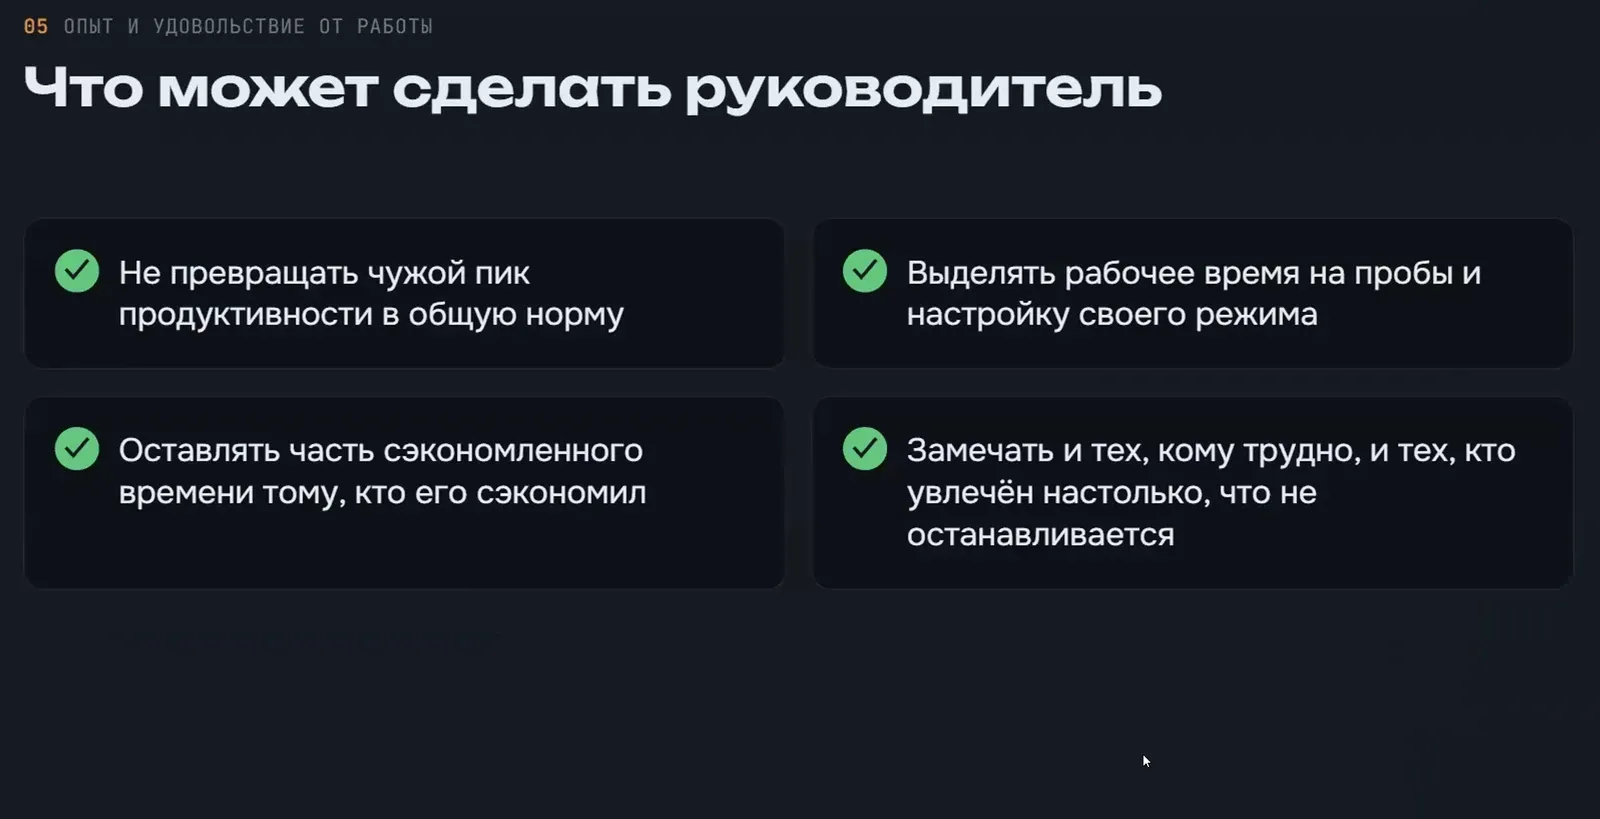 05 ОПЫТ И УДОВОЛЬСТВИЕ ОТ РАБОТЫ
Что может сделать руководитель
Не превращать чужой пик
продуктивности в общую норму
Выделять рабочее время на пробы и
настройку своего режима
Оставлять часть сэкономленного
времени тому, кто его сэкономил
Замечать и тех, кому трудно, и тех, кто
увлечён настолько, что не
останавливается